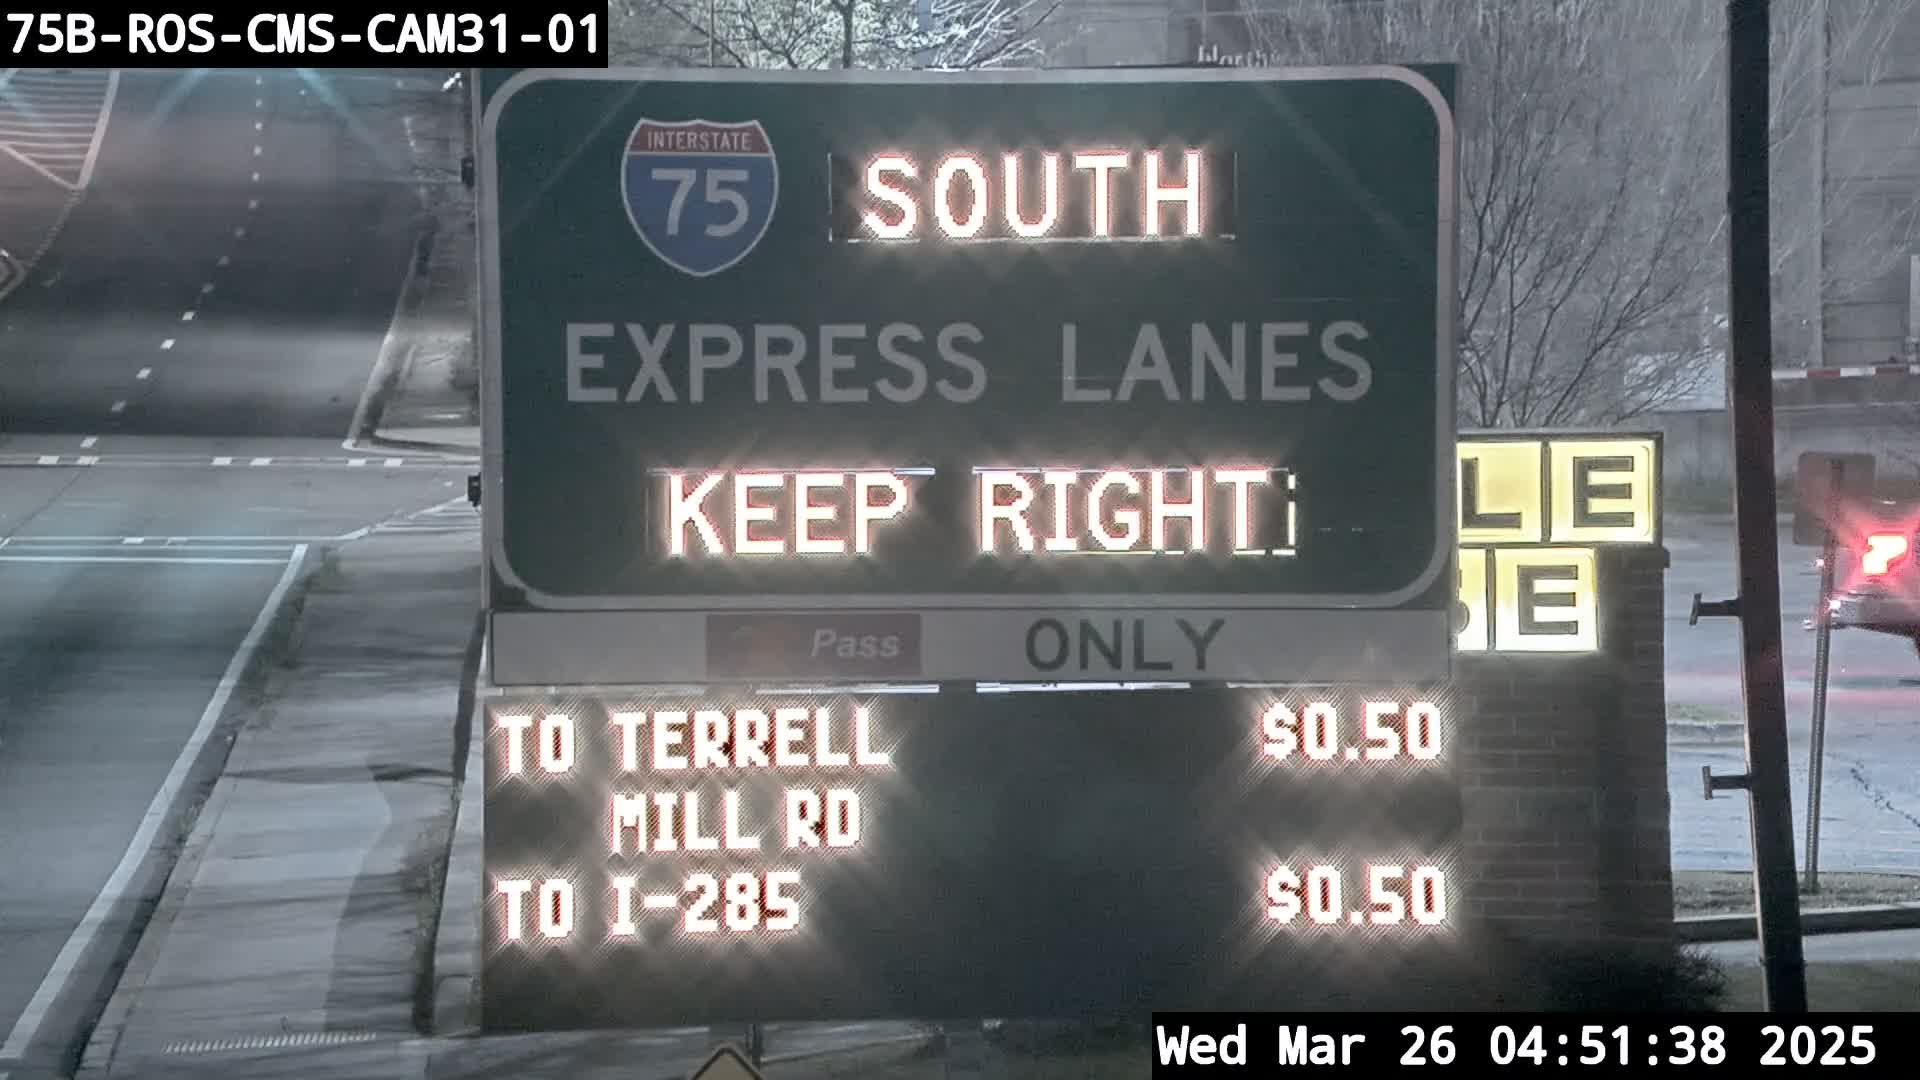 75B-ROS-CMS-CAM31-01
INTERSTATE
75
SOUTH
EXPRESS LANES
KEEP RIGHT
Pass ONLY
TO TERRELL $0.50
MILL RD
TO I-285 $0.50
LE
E
Wed Mar 26 04:51:38 2025